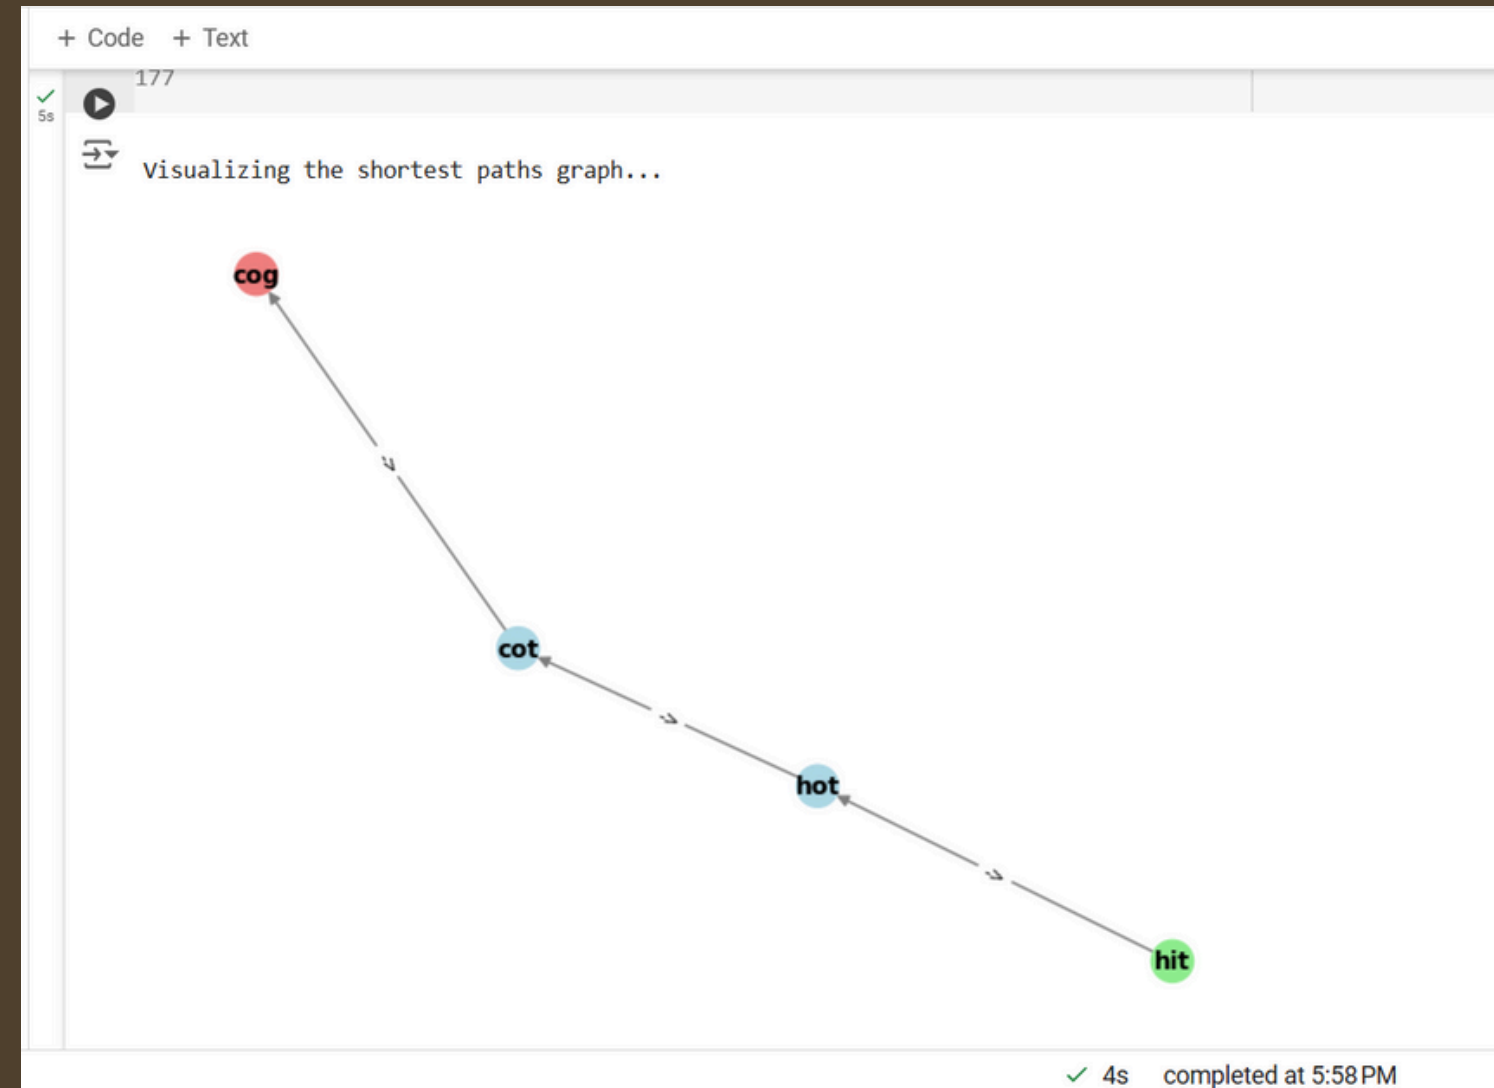 + Code + Text
177
5s
Visualizing the shortest paths graph...
cog
->
cot
->
hot
->
hit
4s completed at 5:58 PM